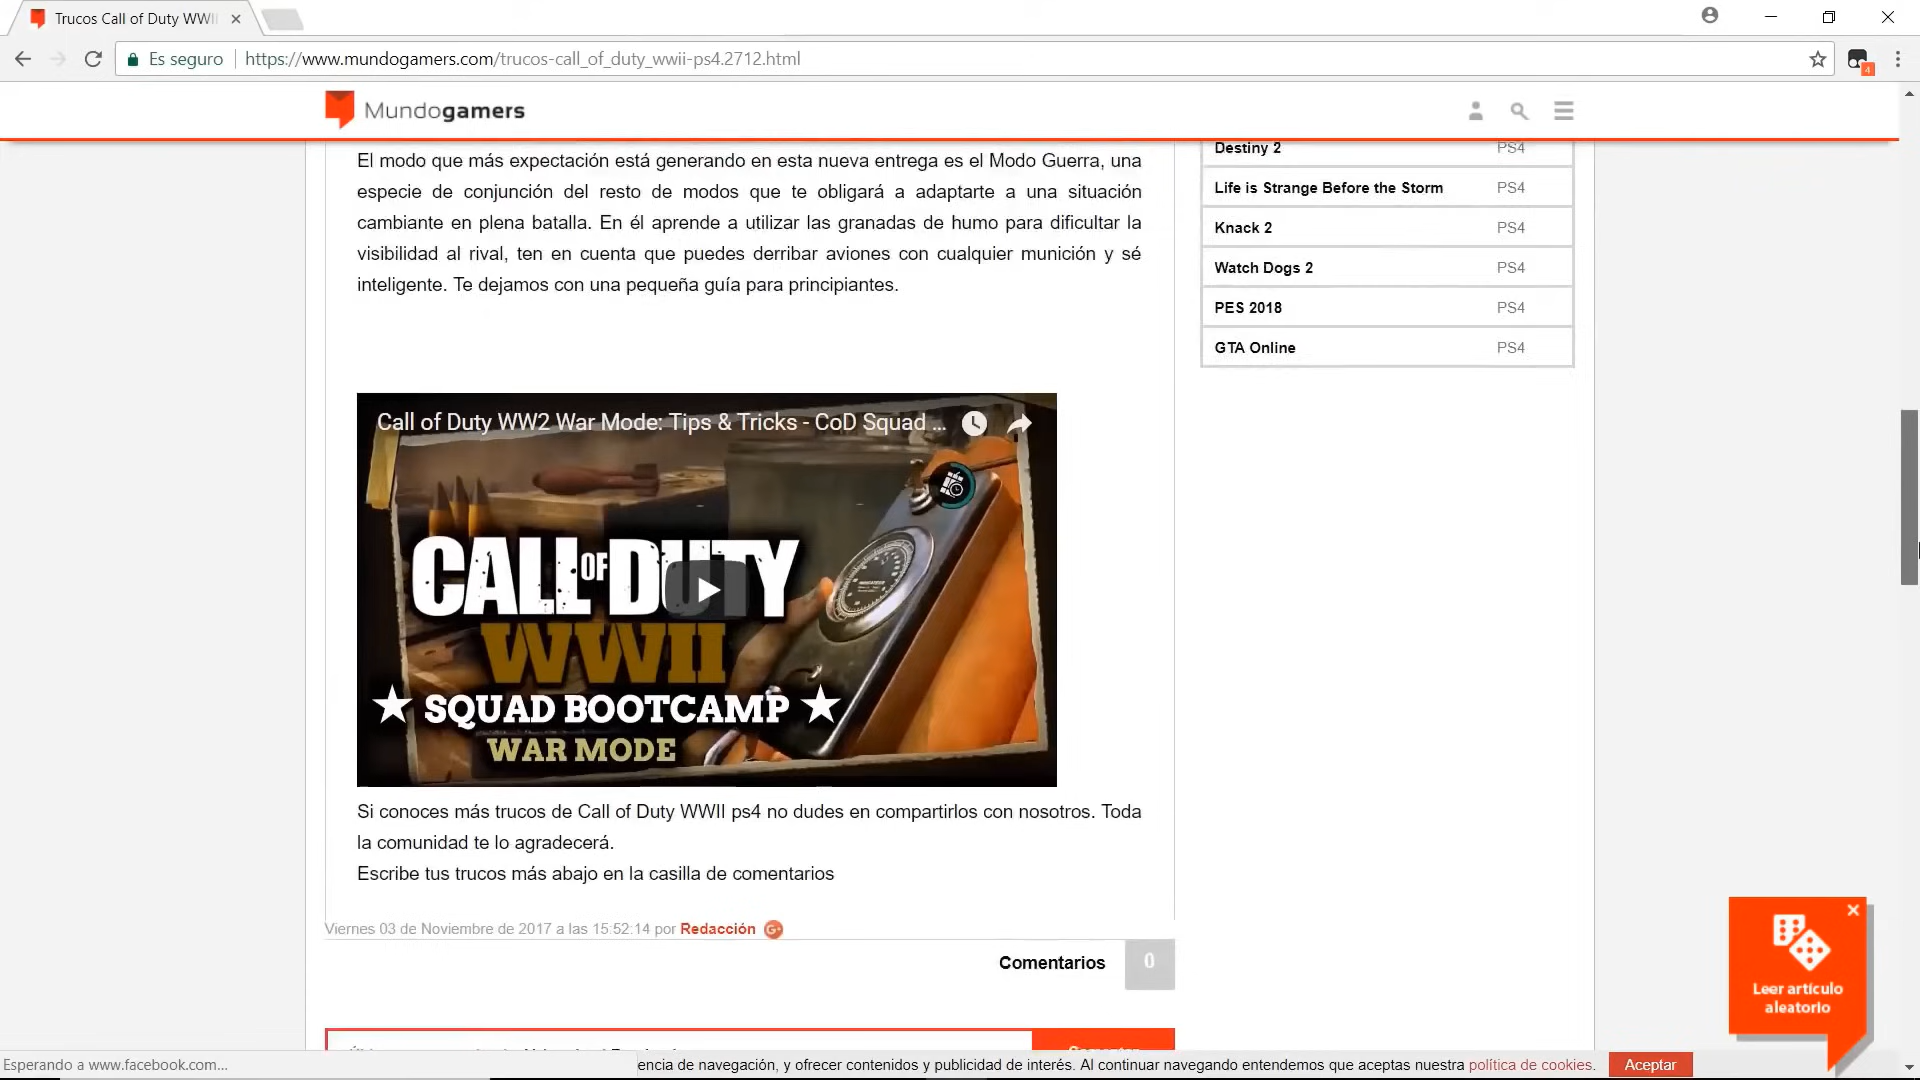 Trucos Call of Duty WWII
Es seguro
https://www.mundogamers.com/trucos-call_of_duty_wwii-ps4.2712.html
4
Mundogamers
El modo que más expectación está generando en esta nueva entrega es el Modo Guerra, una
especie de conjunción del resto de modos que te obligará a adaptarte a una situación
cambiante en plena batalla. En él aprende a utilizar las granadas de humo para dificultar la
visibilidad al rival, ten en cuenta que puedes derribar aviones con cualquier munición y sé
inteligente. Te dejamos con una pequeña guía para principiantes.
Destiny 2 PS4
Life is Strange Before the Storm PS4
Knack 2 PS4
Watch Dogs 2 PS4
PES 2018 PS4
GTA Online PS4
Call of Duty WW2 War Mode: Tips & Tricks - CoD Squad ...
CALL OF DUTY
WWII
SQUAD BOOTCAMP
WAR MODE
Si conoces más trucos de Call of Duty WWII ps4 no dudes en compartirlos con nosotros. Toda
la comunidad te lo agradecerá.
Escribe tus trucos más abajo en la casilla de comentarios
Viernes 03 de Noviembre de 2017 a las 15:52:14 por Redacción G+
Comentarios 0
Leer artículo
aleatorio
Esperando a www.facebook.com...
encia de navegación, y ofrecer contenidos y publicidad de interés. Al continuar navegando entendemos que aceptas nuestra política de cookies. Aceptar